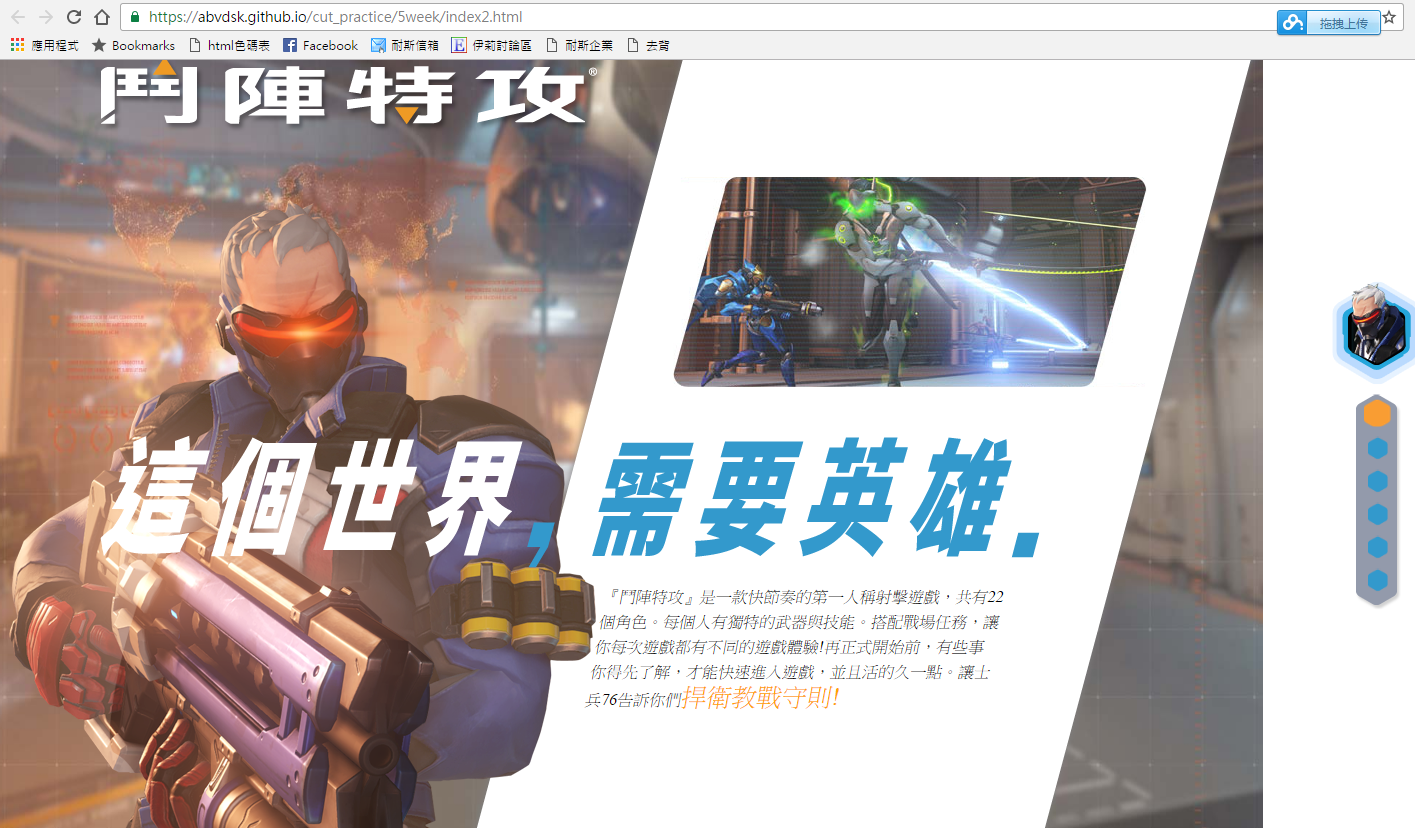 https://abvdsk.github.io/cut_practice/5week/index2.html
拖拽上传
應用程式 Bookmarks html色碼表 Facebook 耐斯信箱 伊莉討論區 耐斯企業 去背
鬥陣特攻®
這個世界,需要英雄.
『鬥陣特攻』是一款快節奏的第一人稱射擊遊戲，共有22
個角色。每個人有獨特的武器與技能。搭配戰場任務，讓
你每次遊戲都有不同的遊戲體驗!再正式開始前，有些事
你得先了解，才能快速進入遊戲，並且活的久一點。讓士
兵76告訴你們捍衛教戰守則!